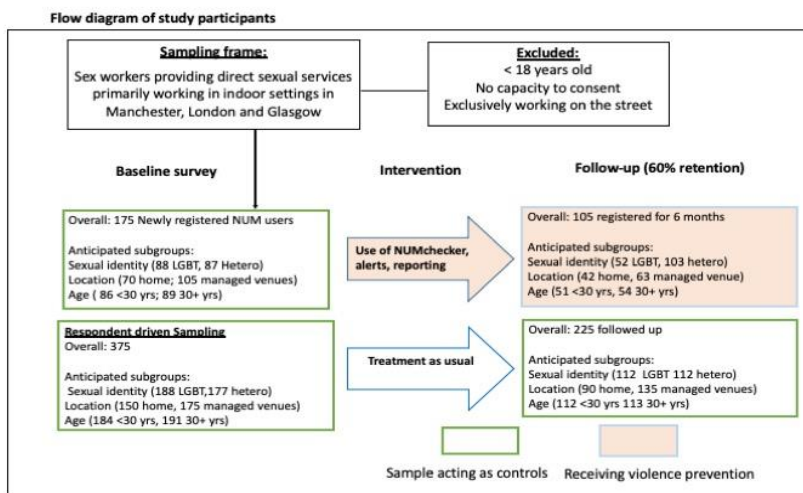 Flow diagram of study participants
Sampling frame:
Sex workers providing direct sexual services
primarily working in indoor settings in
Manchester, London and Glasgow
Excluded:
< 18 years old
No capacity to consent
Exclusively working on the street
Baseline survey
Intervention
Follow-up (60% retention)
Overall: 175 Newly registered NUM users
Anticipated subgroups:
Sexual identity (88 LGBT, 87 Hetero)
Location (70 home; 105 managed venues)
Age ( 86 <30 yrs; 89 30+ yrs)
Use of NUMchecker,
alerts, reporting
Overall: 105 registered for 6 months
Anticipated subgroups:
Sexual identity (52 LGBT, 103 hetero)
Location (42 home, 63 managed venue)
Age (51 <30 yrs, 54 30+ yrs)
Respondent driven Sampling
Overall: 375
Anticipated subgroups:
Sexual identity (188 LGBT,177 hetero)
Location (150 home, 175 managed venues)
Age (184 <30 yrs, 191 30+ yrs)
Treatment as usual
Overall: 225 followed up
Anticipated subgroups:
Sexual identity (112 LGBT 112 hetero)
Location (90 home, 135 managed venues)
Age (112 <30 yrs 113 30+ yrs)
Sample acting as controls
Receiving violence prevention